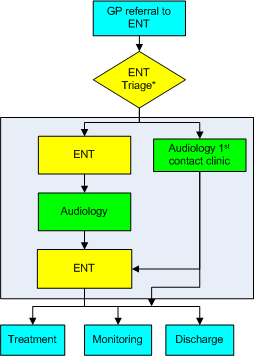 GP referral to
ENT
ENT
Triage*
ENT
Audiology 1st
contact clinic
Audiology
ENT
Treatment
Monitoring
Discharge